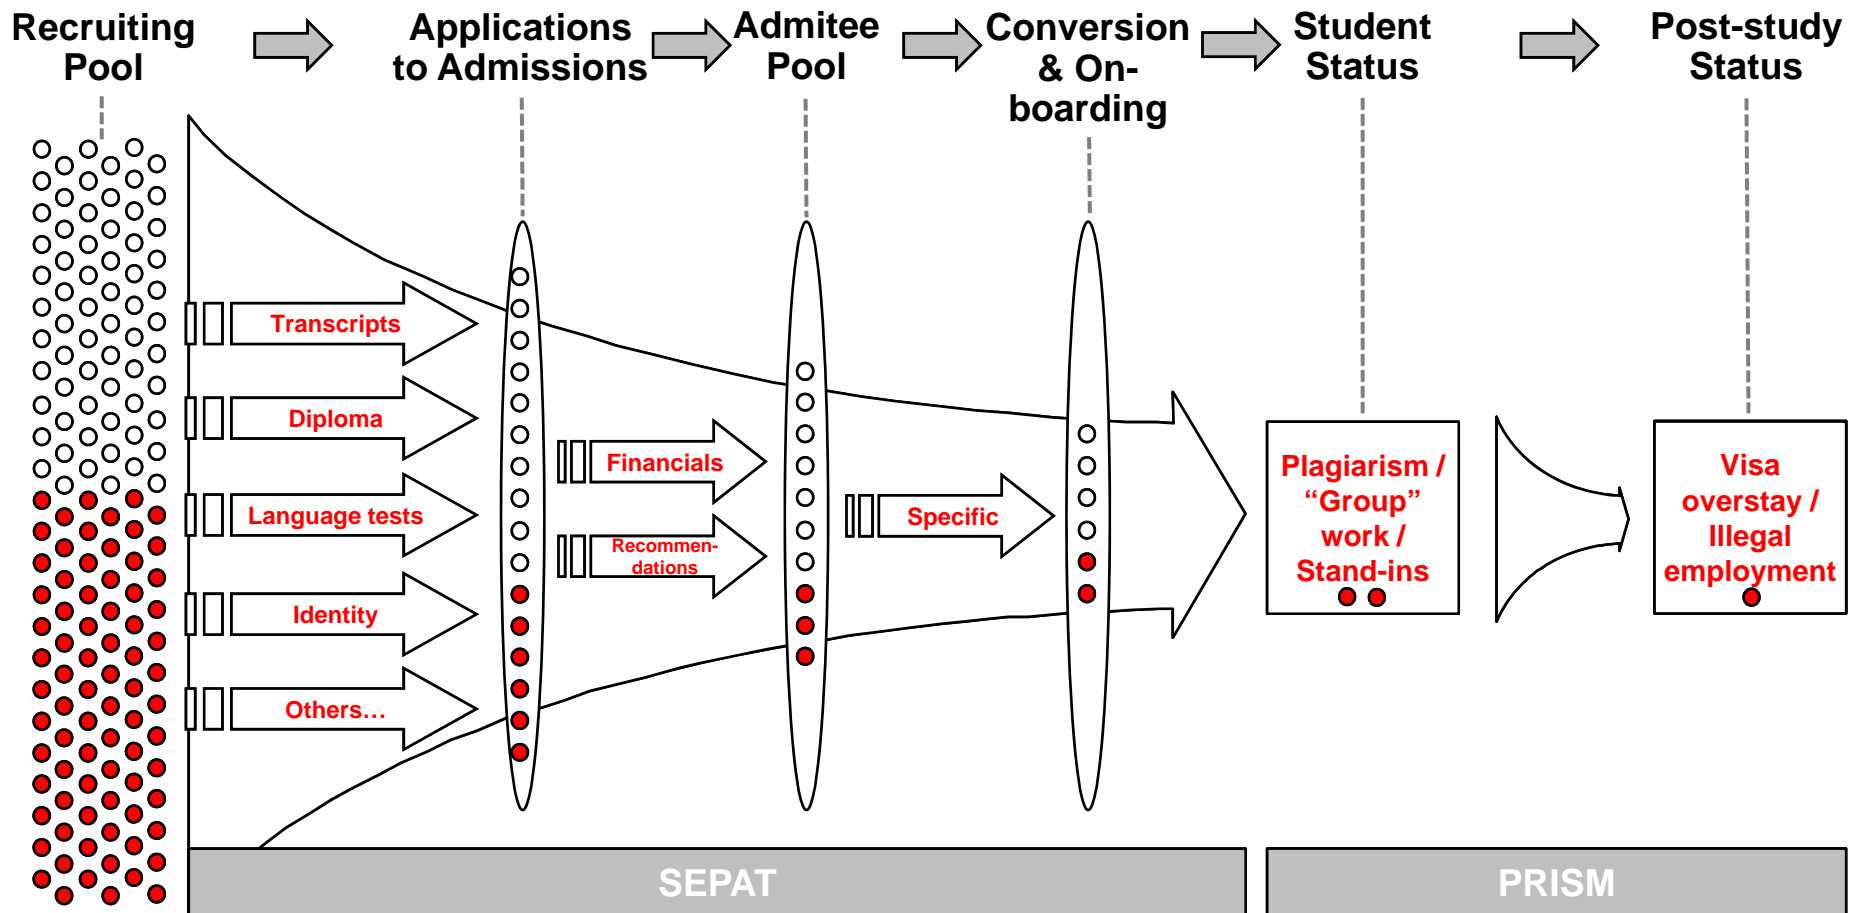 Recruiting
Pool
Applications
to Admissions
Admitee
Pool
Conversion
& On-
boarding
Student
Status
Post-study
Status
Transcripts
Diploma
Language tests
Identity
Others…
Financials
Recommen-
dations
Specific
Plagiarism /
“Group”
work /
Stand-ins
Visa
overstay /
Illegal
employment
SEPAT
PRISM